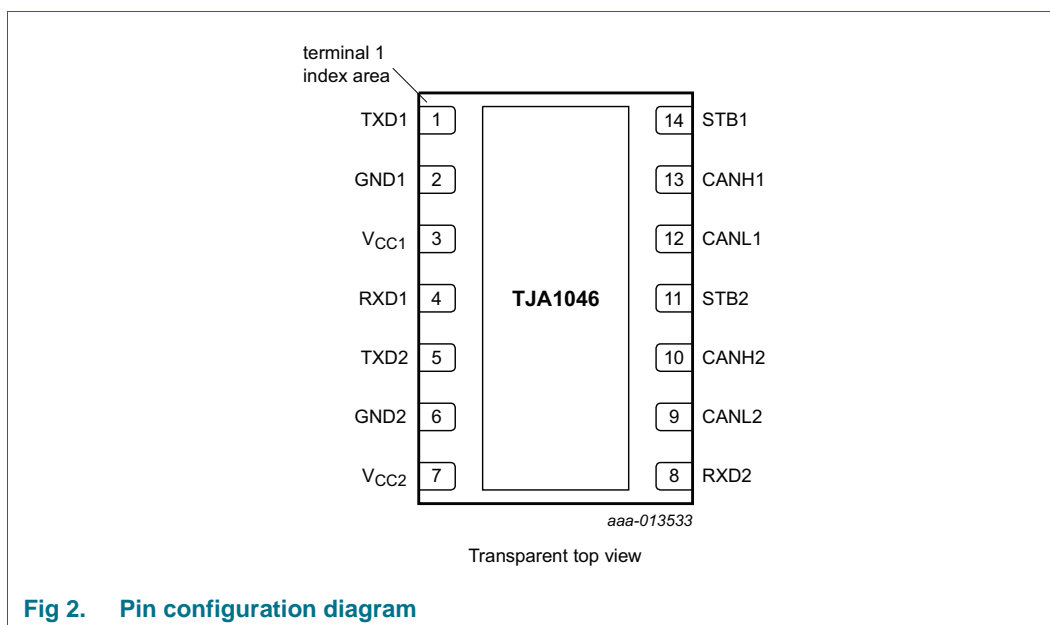 terminal 1
index area
TXD1 1 14 STB1
GND1 2 13 CANH1
VCC1 3 12 CANL1
RXD1 4 TJA1046 11 STB2
TXD2 5 10 CANH2
GND2 6 9 CANL2
VCC2 7 8 RXD2
aaa-013533
Transparent top view
Fig 2. Pin configuration diagram